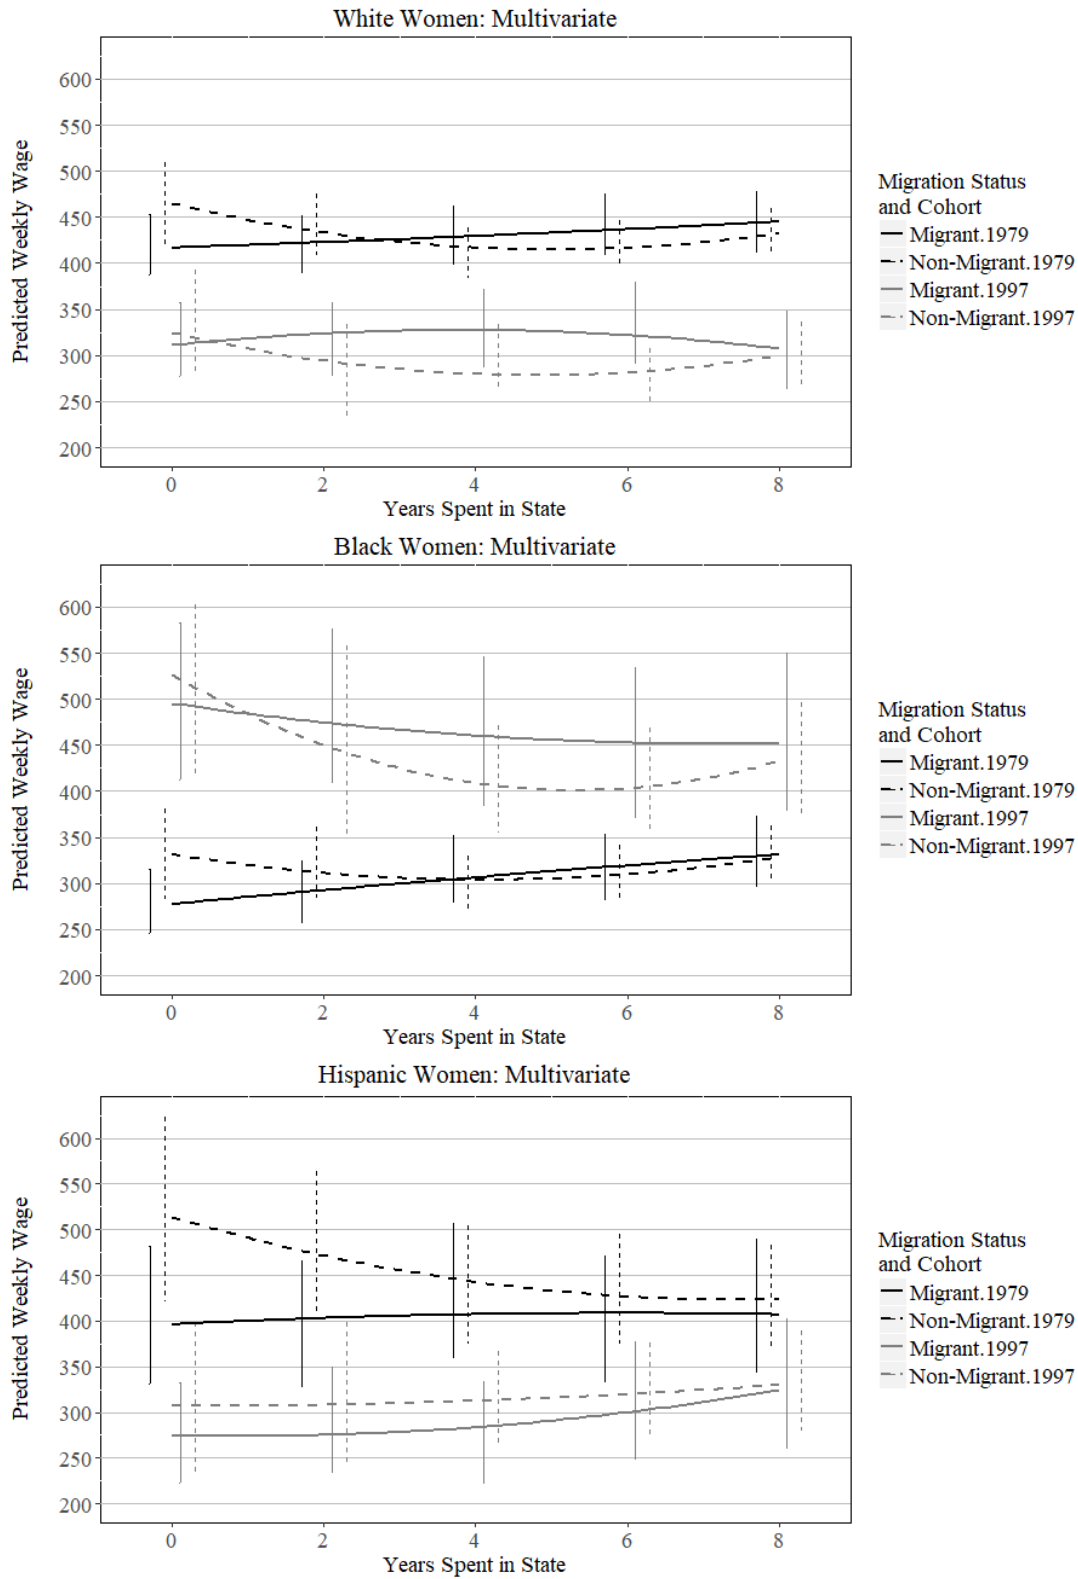 White Women: Multivariate
Predicted Weekly Wage
600
550
500
450
400
350
300
250
200
0 2 4 6 8
Years Spent in State
Migration Status
and Cohort
Migrant.1979
Non-Migrant.1979
Migrant.1997
Non-Migrant.1997
Black Women: Multivariate
Predicted Weekly Wage
600
550
500
450
400
350
300
250
200
0 2 4 6 8
Years Spent in State
Migration Status
and Cohort
Migrant.1979
Non-Migrant.1979
Migrant.1997
Non-Migrant.1997
Hispanic Women: Multivariate
Predicted Weekly Wage
600
550
500
450
400
350
300
250
200
0 2 4 6 8
Years Spent in State
Migration Status
and Cohort
Migrant.1979
Non-Migrant.1979
Migrant.1997
Non-Migrant.1997